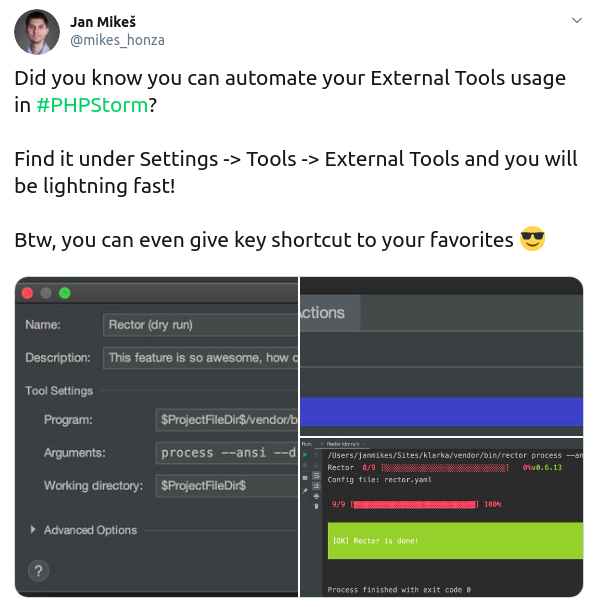 Jan Mikeš
@mikes_honza
Did you know you can automate your External Tools usage
in #PHPStorm?
Find it under Settings -> Tools -> External Tools and you will
be lightning fast!
Btw, you can even give key shortcut to your favorites 😎
Name: Rector (dry run)
Description: This feature is so awesome, how
Tool Settings
Program: $ProjectFileDir$/vendor/b
Arguments: process --ansi --d
Working directory: $ProjectFileDir$
Advanced Options
?
Actions
Run: Rector (dry run)
/Users/janmikes/Sites/klarka/vendor/bin/rector process --an
Rector 0/9 [] 0%v0.6.13
Config file: rector.yaml
9/9 [] 100%
[OK] Rector is done!
Process finished with exit code 0